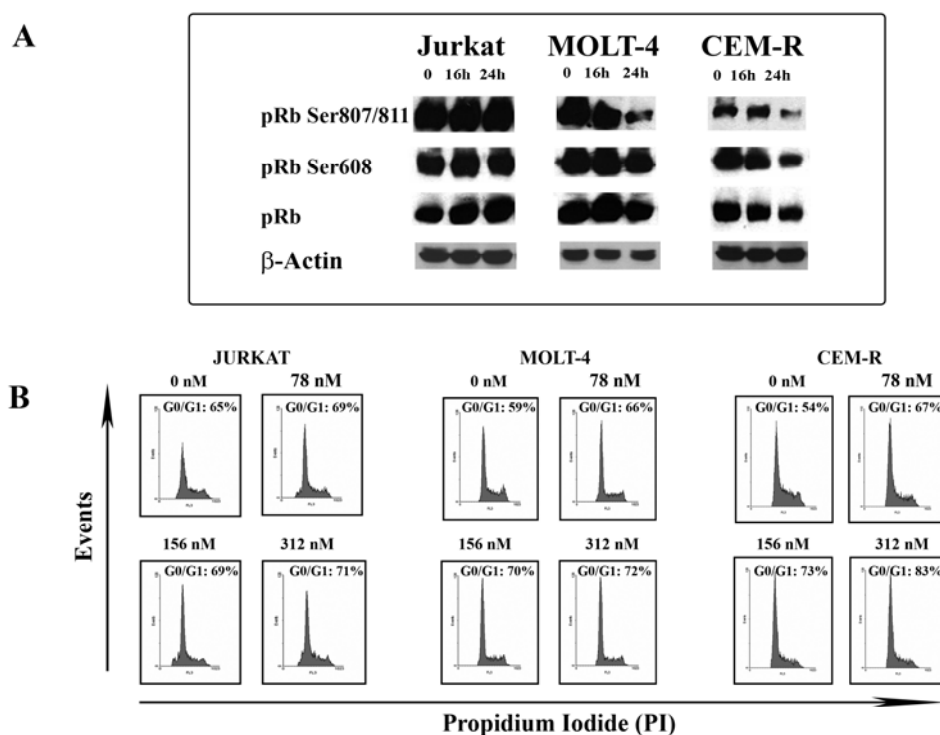 A
Jurkat MOLT-4 CEM-R
0 16h 24h 0 16h 24h 0 16h 24h
pRb Ser807/811
pRb Ser608
pRb
β-Actin
B
JURKAT MOLT-4 CEM-R
0 nM 78 nM 0 nM 78 nM 0 nM 78 nM
G0/G1: 65% G0/G1: 69% G0/G1: 59% G0/G1: 66% G0/G1: 54% G0/G1: 67%
156 nM 312 nM 156 nM 312 nM 156 nM 312 nM
G0/G1: 69% G0/G1: 71% G0/G1: 70% G0/G1: 72% G0/G1: 73% G0/G1: 83%
Events
Propidium Iodide (PI)